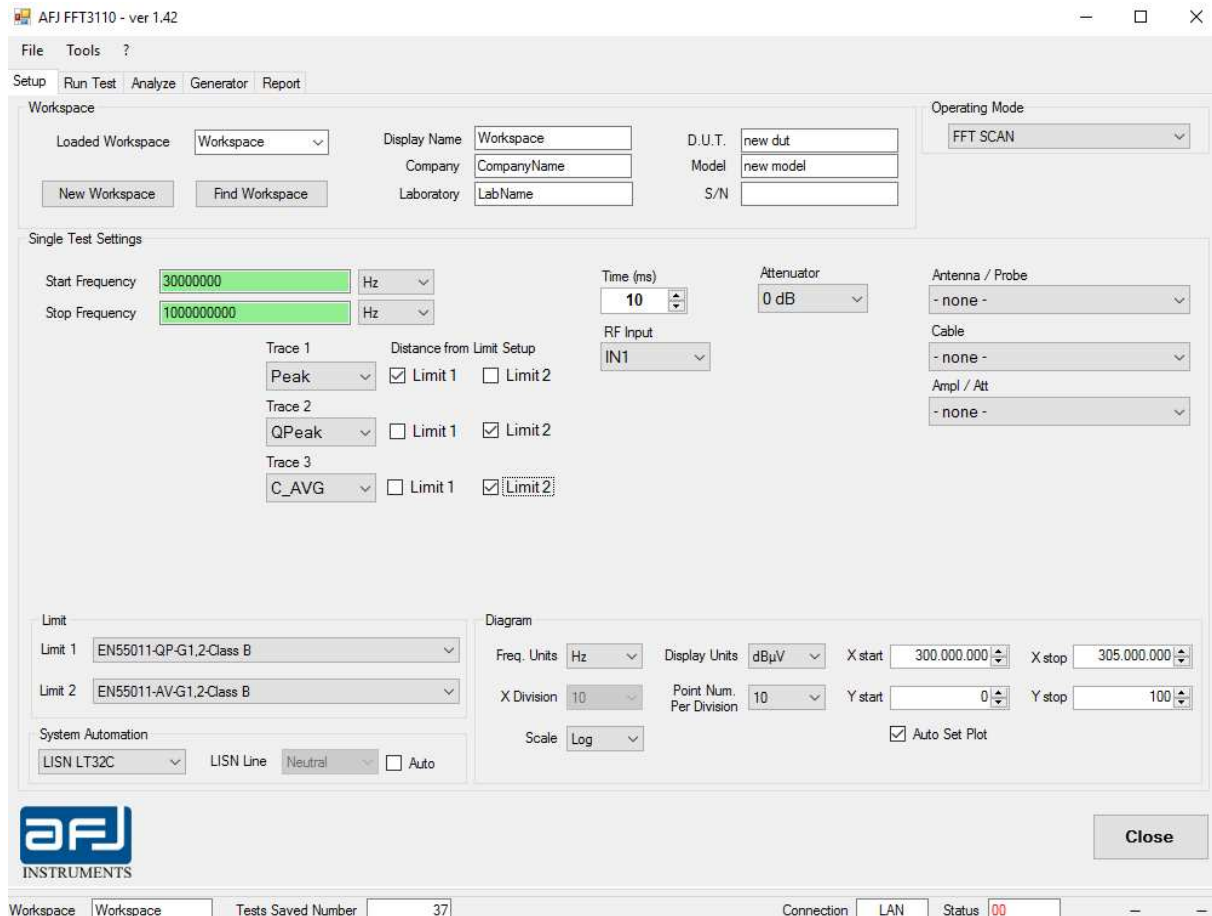 AFJ FFT3110 - ver 1.42
File Tools ?
Setup Run Test Analyze Generator Report
Workspace
Loaded Workspace Workspace
New Workspace Find Workspace
Display Name Workspace
Company CompanyName
Laboratory LabName
D.U.T. new dut
Model new model
S/N
Operating Mode
FFT SCAN
Single Test Settings
Start Frequency 30000000 Hz
Stop Frequency 1000000000 Hz
Trace 1 Distance from Limit Setup
Peak Limit 1 Limit 2
Trace 2
QPeak Limit 1 Limit 2
Trace 3
C_AVG Limit 1 Limit 2
Time (ms)
10
RF Input
IN1
Attenuator
0 dB
Antenna / Probe
- none -
Cable
- none -
Ampl / Att
- none -
Limit
Limit 1 EN55011-QP-G1,2-Class B
Limit 2 EN55011-AV-G1,2-Class B
System Automation
LISN LT32C LISN Line Neutral Auto
Diagram
Freq. Units Hz Display Units dBµV X start 300.000.000 X stop 305.000.000
X Division 10 Point Num. Per Division 10 Y start 0 Y stop 100
Scale Log Auto Set Plot
aFJ
INSTRUMENTS
Close
Workspace Workspace Tests Saved Number 37 Connection LAN Status 00 – –